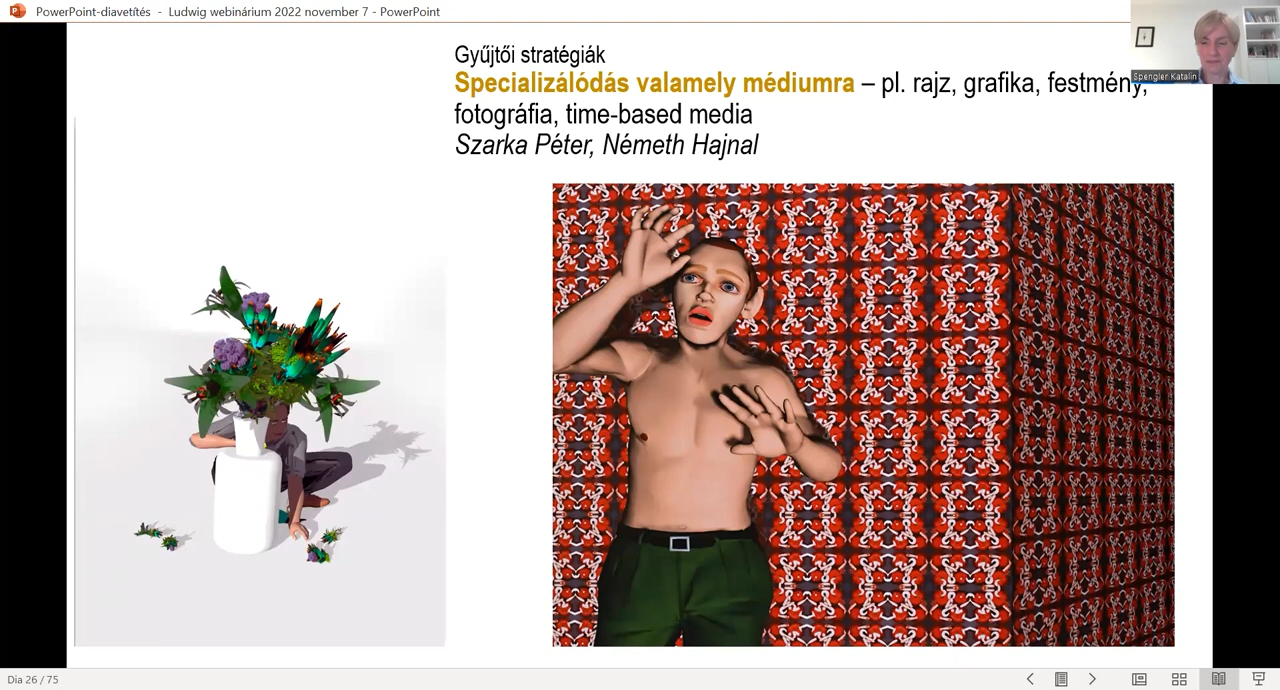 PowerPoint-diavetítés - Ludwig webinárium 2022 november 7 - PowerPoint
Spengler Katalin
Gyűjtői stratégiák
Specializálódás valamely médiumra – pl. rajz, grafika, festmény,
fotográfia, time-based media
Szarka Péter, Németh Hajnal
Dia 26 / 75